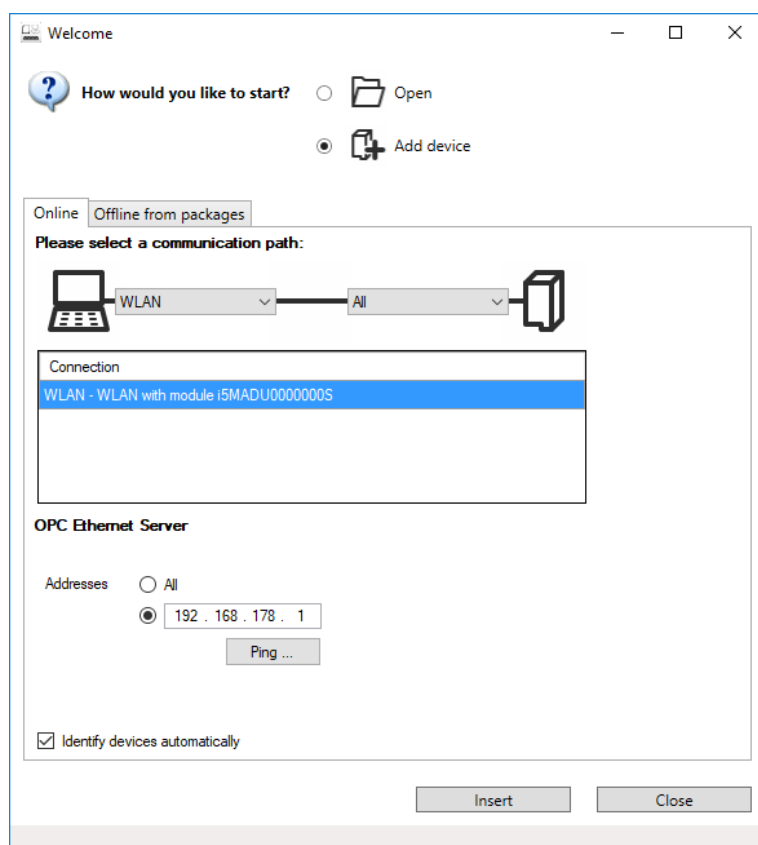 Welcome
How would you like to start?
Open
Add device
Online
Offline from packages
Please select a communication path:
WLAN
All
Connection
WLAN - WLAN with module i5MADU0000000S
OPC Ethernet Server
Addresses
All
192 . 168 . 178 . 1
Ping ...
Identify devices automatically
Insert
Close